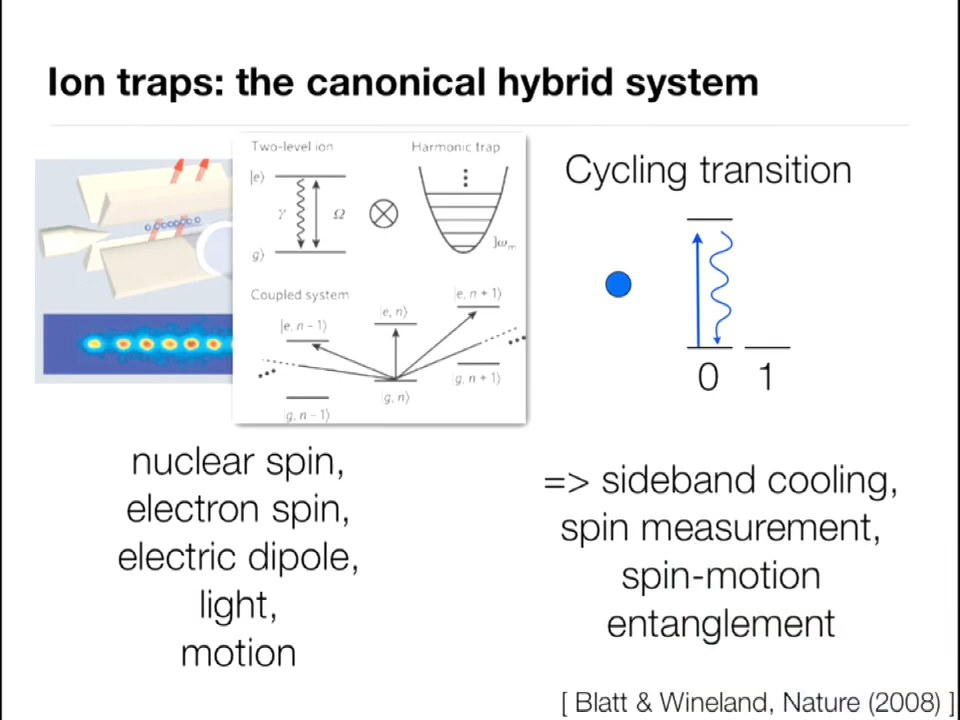 Ion traps: the canonical hybrid system
Two-level ion
Harmonic trap
|e⟩
γ
Ω
g⟩
]ωm
Coupled system
|e, n − 1⟩
|e, n⟩
|e, n + 1⟩
|g, n − 1⟩
|g, n⟩
|g, n + 1⟩
Cycling transition
0 1
nuclear spin,
electron spin,
electric dipole,
light,
motion
=> sideband cooling,
spin measurement,
spin-motion
entanglement
[ Blatt & Wineland, Nature (2008) ]